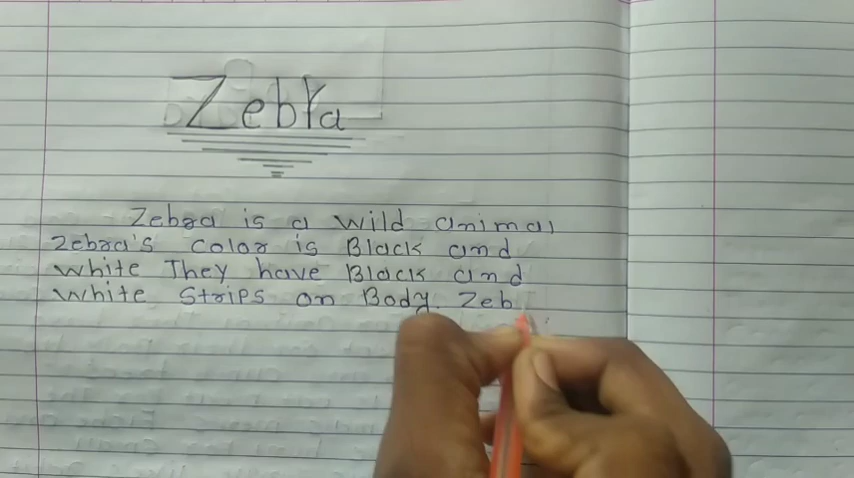 Zebra
Zebra is a wild animal
Zebra's color is Black and
white They have Black and
white Strips on Body. Zeb